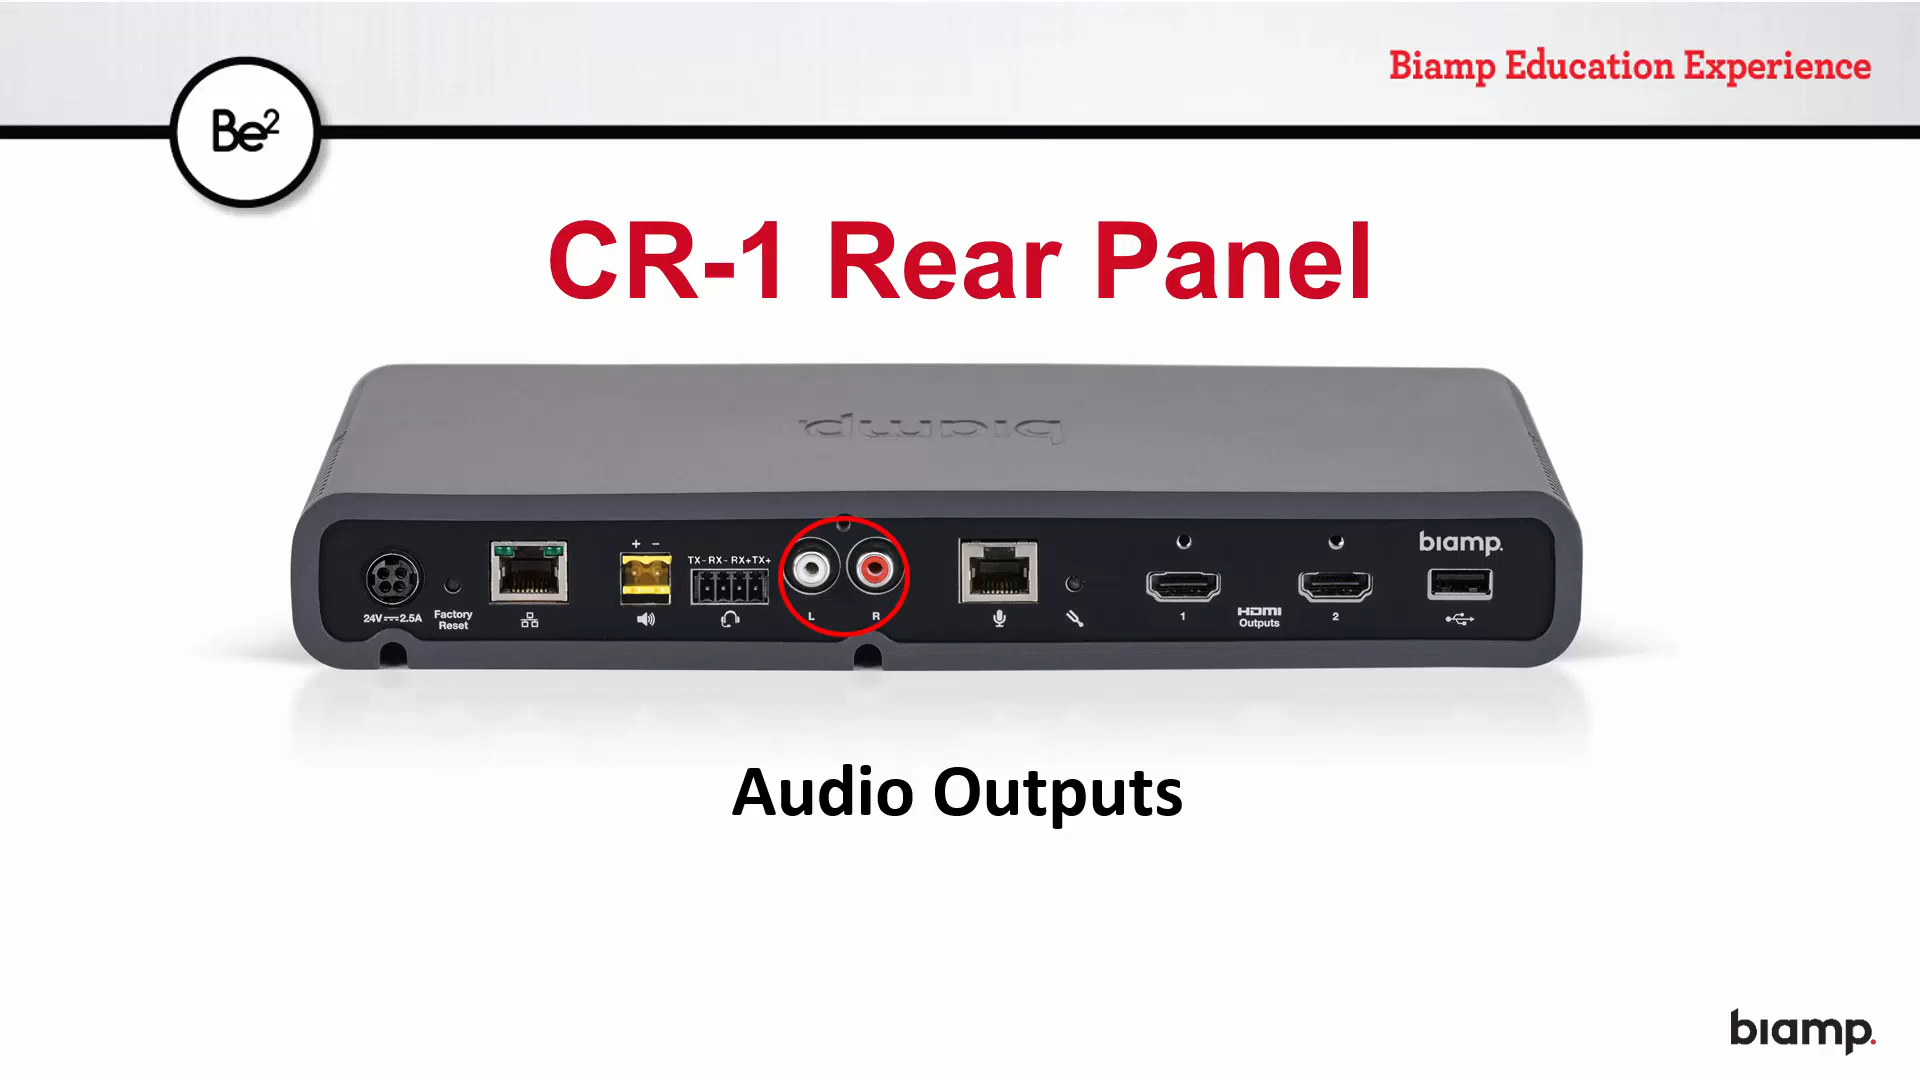 Biamp Education Experience
Be²
CR-1 Rear Panel
biamp.
+ −
TX- RX- RX+ TX+
biamp.
24V⎓2.5A
Factory
Reset
L
R
1
HDMI
Outputs
2
Audio Outputs
biamp.